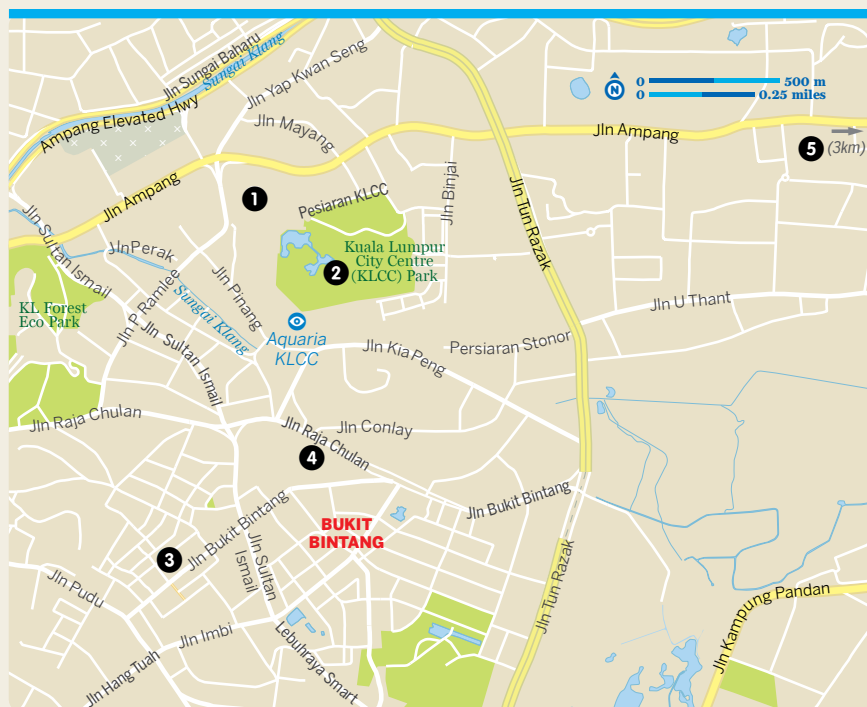 Jln Sungai Baharu
Sungai Klang
Ampang Elevated Hwy
Jln Yap Kwan Seng
Jln Mayang
0 500 m
N
0 0.25 miles
Jln Ampang
5 (3km)
Jln Ampang
1
Pesiaran KLCC
Jln Binjai
Jln Tun Razak
Jln Sultan Ismail
JlnPerak
Jln P Ramlee
Jln Pinang
Sungai Klang
2
Kuala Lumpur
City Centre
(KLCC) Park
KL Forest
Eco Park
Jln U Thant
Jln Sultan Ismail
Aquaria
KLCC
Jln Kia Peng
Persiaran Stonor
Jln Raja Chulan
Jln Raja Chulan
Jln Conlay
4
Jln Bukit Bintang
Jln Bukit Bintang
BUKIT
BINTANG
3
Jln Sultan
Ismail
Jln Pudu
Jln Tun Razak
Jln Imbi
Lebuhraya Smart
Jln Hang Tuah
Jln Kampung Pandan